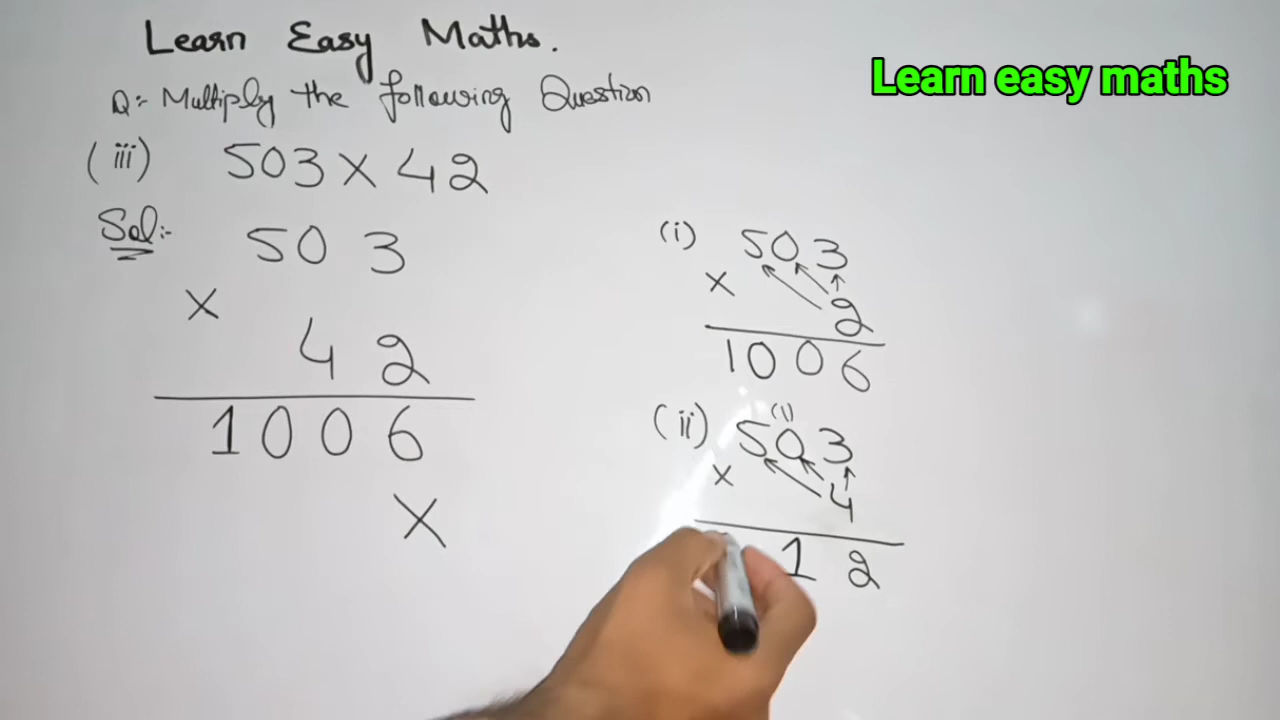 Learn Easy Maths.
Learn easy maths
Q:- Multiply the following Question
(iii) 503 × 42
Sol:-
503
×
42
1006
×
(i) 503
×
2
1006
(ii) (1)
503
×
4
12